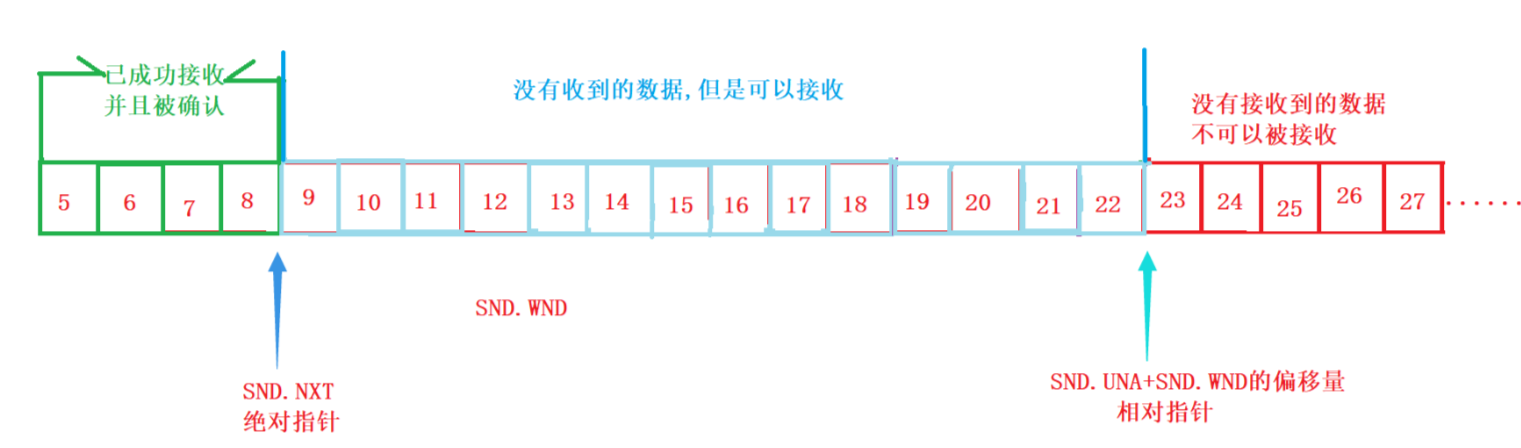 已成功接收
并且被确认
没有收到的数据,但是可以接收
没有接收到的数据
不可以被接收
5 6 7 8 9 10 11 12 13 14 15 16 17 18 19 20 21 22 23 24 25 26 27 ······
SND.WND
SND.NXT
绝对指针
SND.UNA+SND.WND的偏移量
相对指针